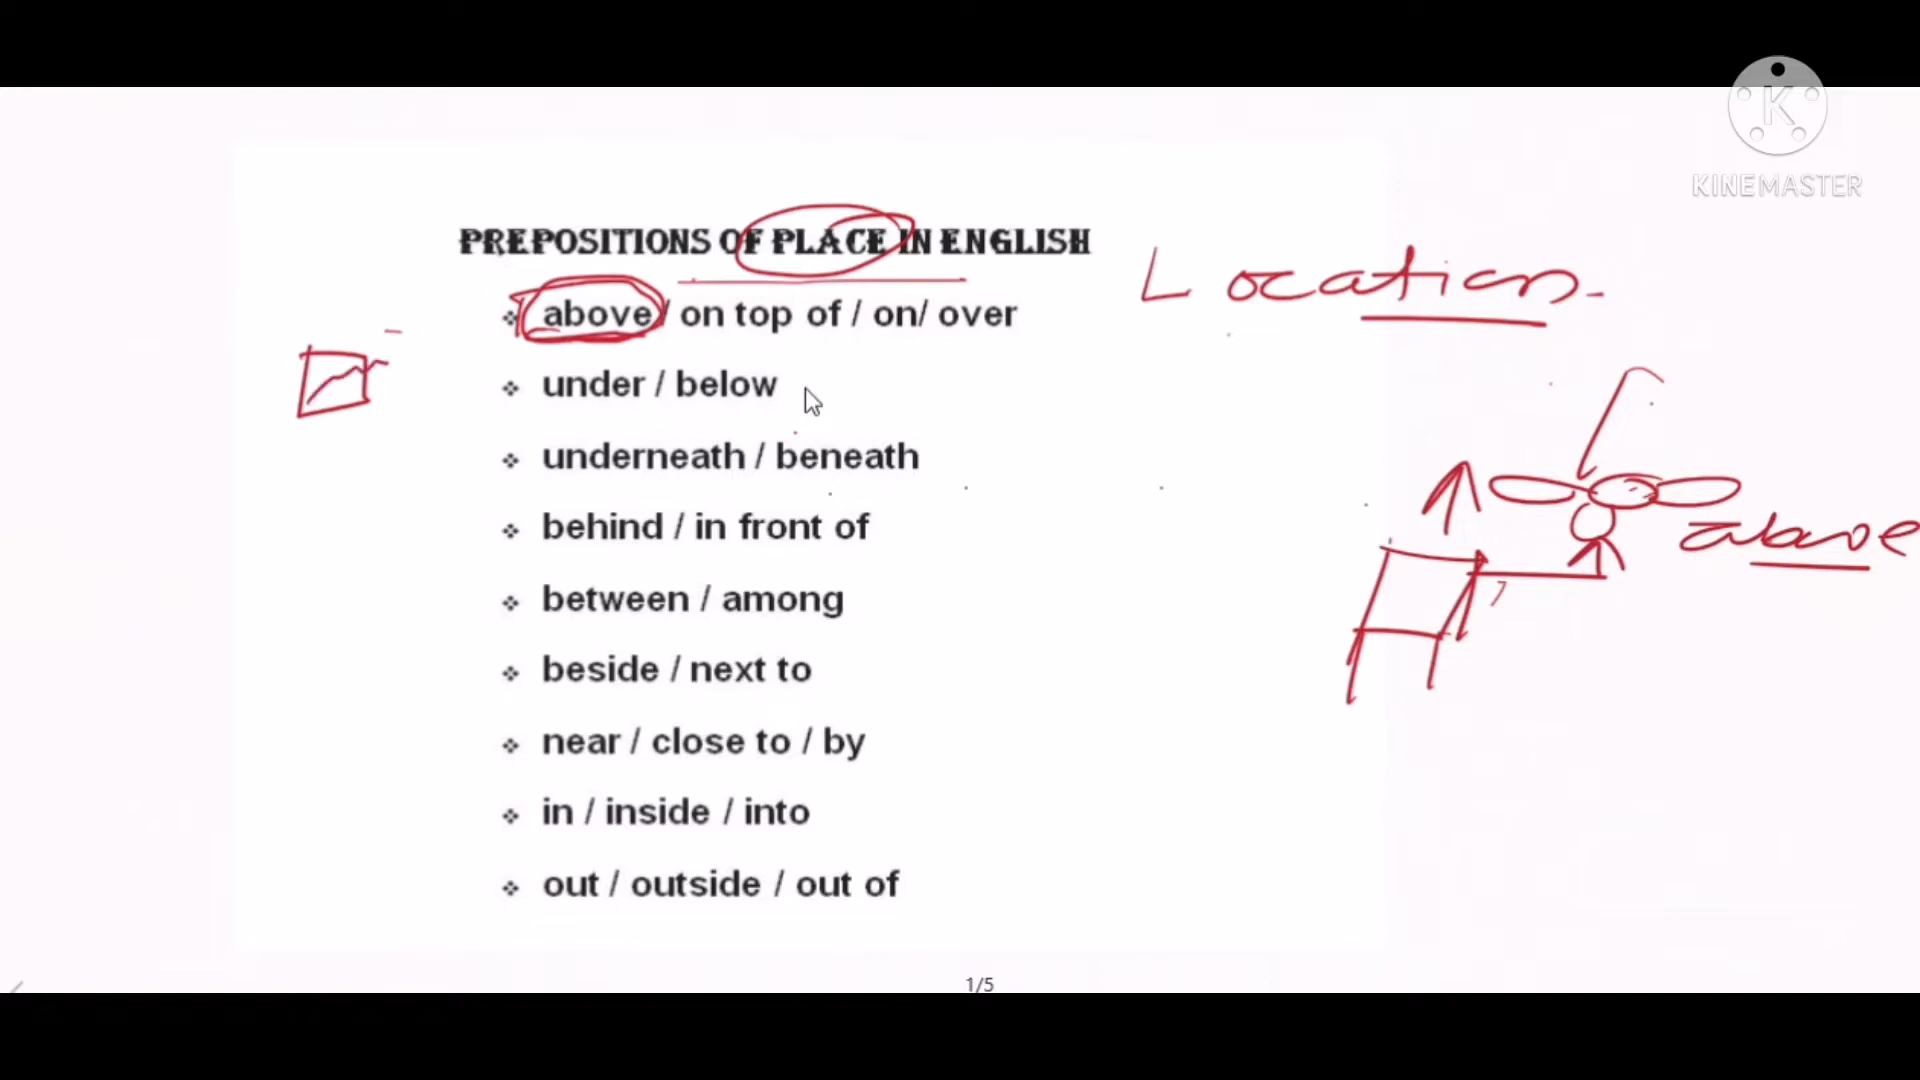 K
KINEMASTER
PREPOSITIONS OF PLACE IN ENGLISH
Location
above / on top of / on/ over
under / below
underneath / beneath
behind / in front of
above
between / among
beside / next to
near / close to / by
in / inside / into
out / outside / out of
1/5